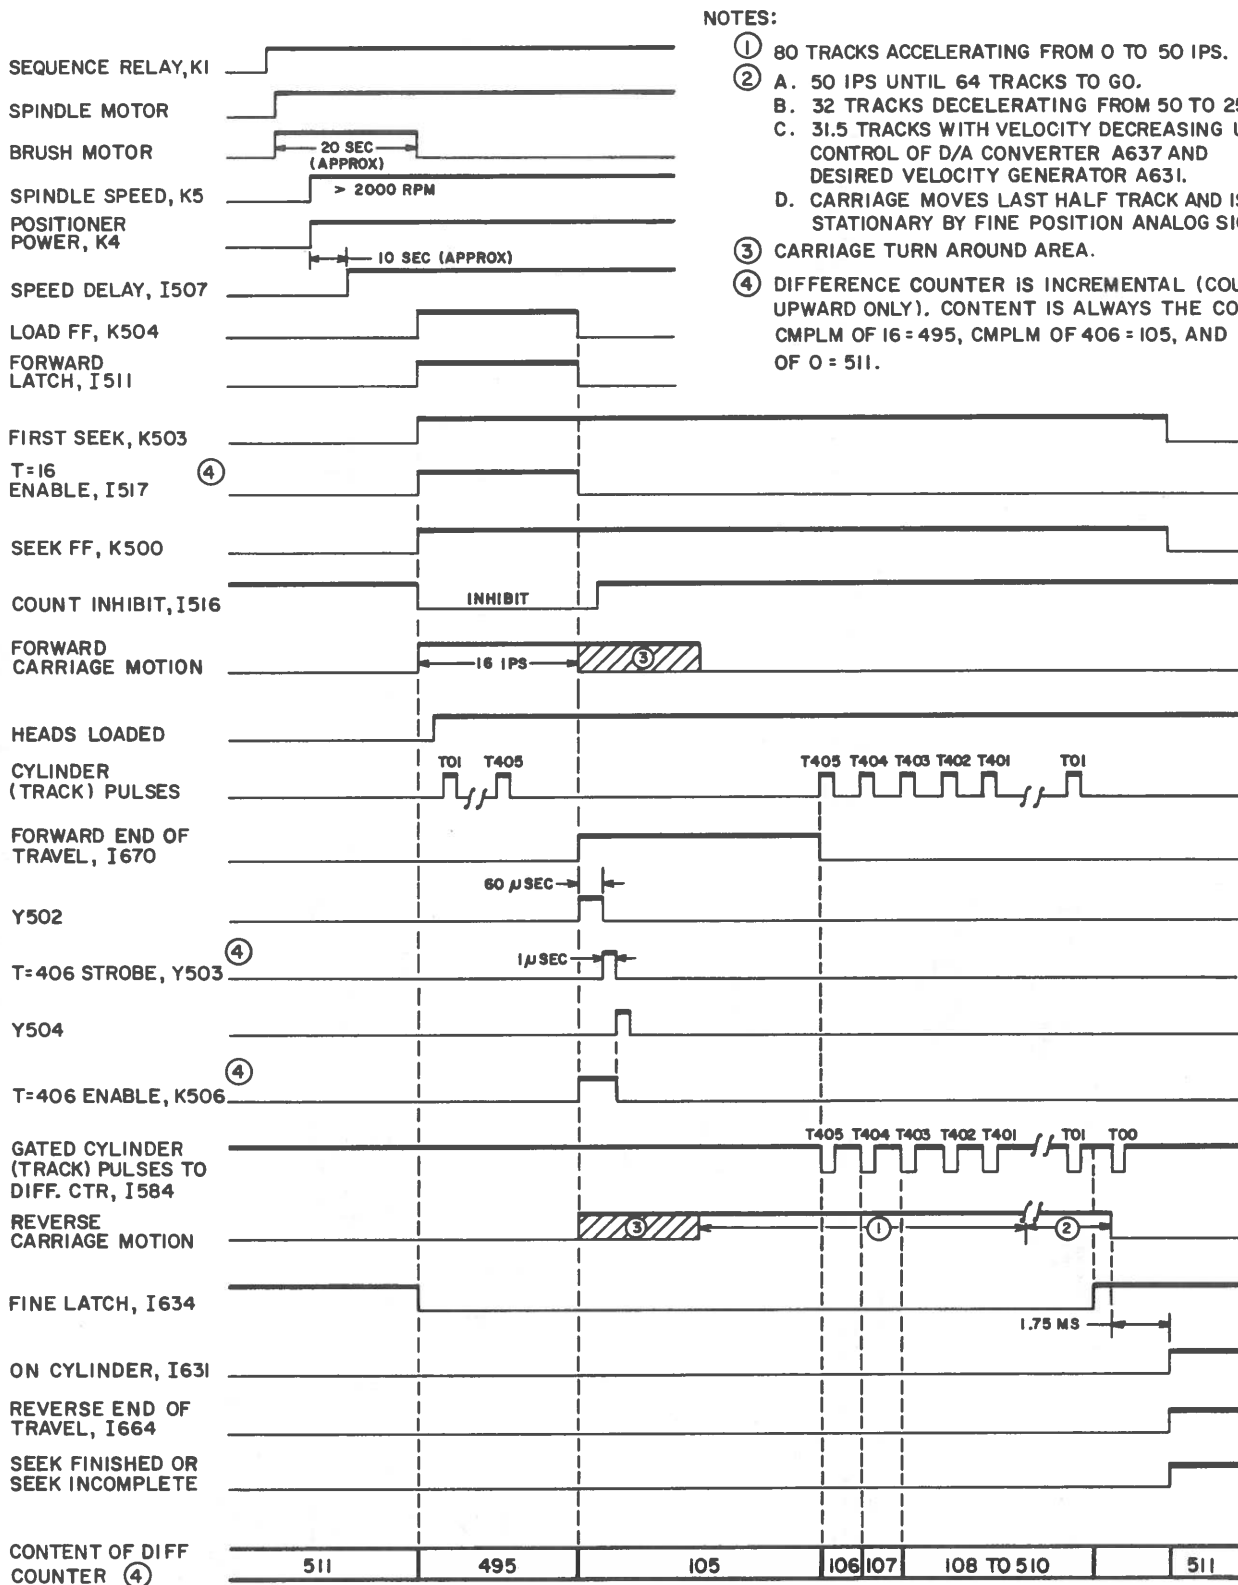 NOTES:
① 80 TRACKS ACCELERATING FROM 0 TO 50 IPS.
② A. 50 IPS UNTIL 64 TRACKS TO GO.
B. 32 TRACKS DECELERATING FROM 50 TO
C. 31.5 TRACKS WITH VELOCITY DECREASING
CONTROL OF D/A CONVERTER A637 AND
DESIRED VELOCITY GENERATOR A631.
D. CARRIAGE MOVES LAST HALF TRACK AND
STATIONARY BY FINE POSITION ANALOG
③ CARRIAGE TURN AROUND AREA.
④ DIFFERENCE COUNTER IS INCREMENTAL
UPWARD ONLY). CONTENT IS ALWAYS THE
CMPLM OF 16=495, CMPLM OF 406=105, AND
OF 0=511.
SEQUENCE RELAY, K1
SPINDLE MOTOR
BRUSH MOTOR
20 SEC
(APPROX)
SPINDLE SPEED, K5
> 2000 RPM
POSITIONER
POWER, K4
10 SEC (APPROX)
SPEED DELAY, I507
LOAD FF, K504
FORWARD
LATCH, I511
FIRST SEEK, K503
T=16 ④
ENABLE, I517
SEEK FF, K500
COUNT INHIBIT, I516
INHIBIT
FORWARD
CARRIAGE MOTION
16 IPS ③
HEADS LOADED
CYLINDER
(TRACK) PULSES
T01 T405 T405 T404 T403 T402 T401 T01
FORWARD END OF
TRAVEL, I670
60 µSEC
Y502
T=406 STROBE, Y503 ④
1µSEC
Y504
T=406 ENABLE, K506 ④
GATED CYLINDER
(TRACK) PULSES TO
DIFF. CTR, I584
T405 T404 T403 T402 T401 T01 T00
REVERSE
CARRIAGE MOTION
③ ① ②
FINE LATCH, I634
1.75 MS
ON CYLINDER, I631
REVERSE END OF
TRAVEL, I664
SEEK FINISHED OR
SEEK INCOMPLETE
CONTENT OF DIFF
COUNTER ④
511 495 105 106 107 108 TO 510 511